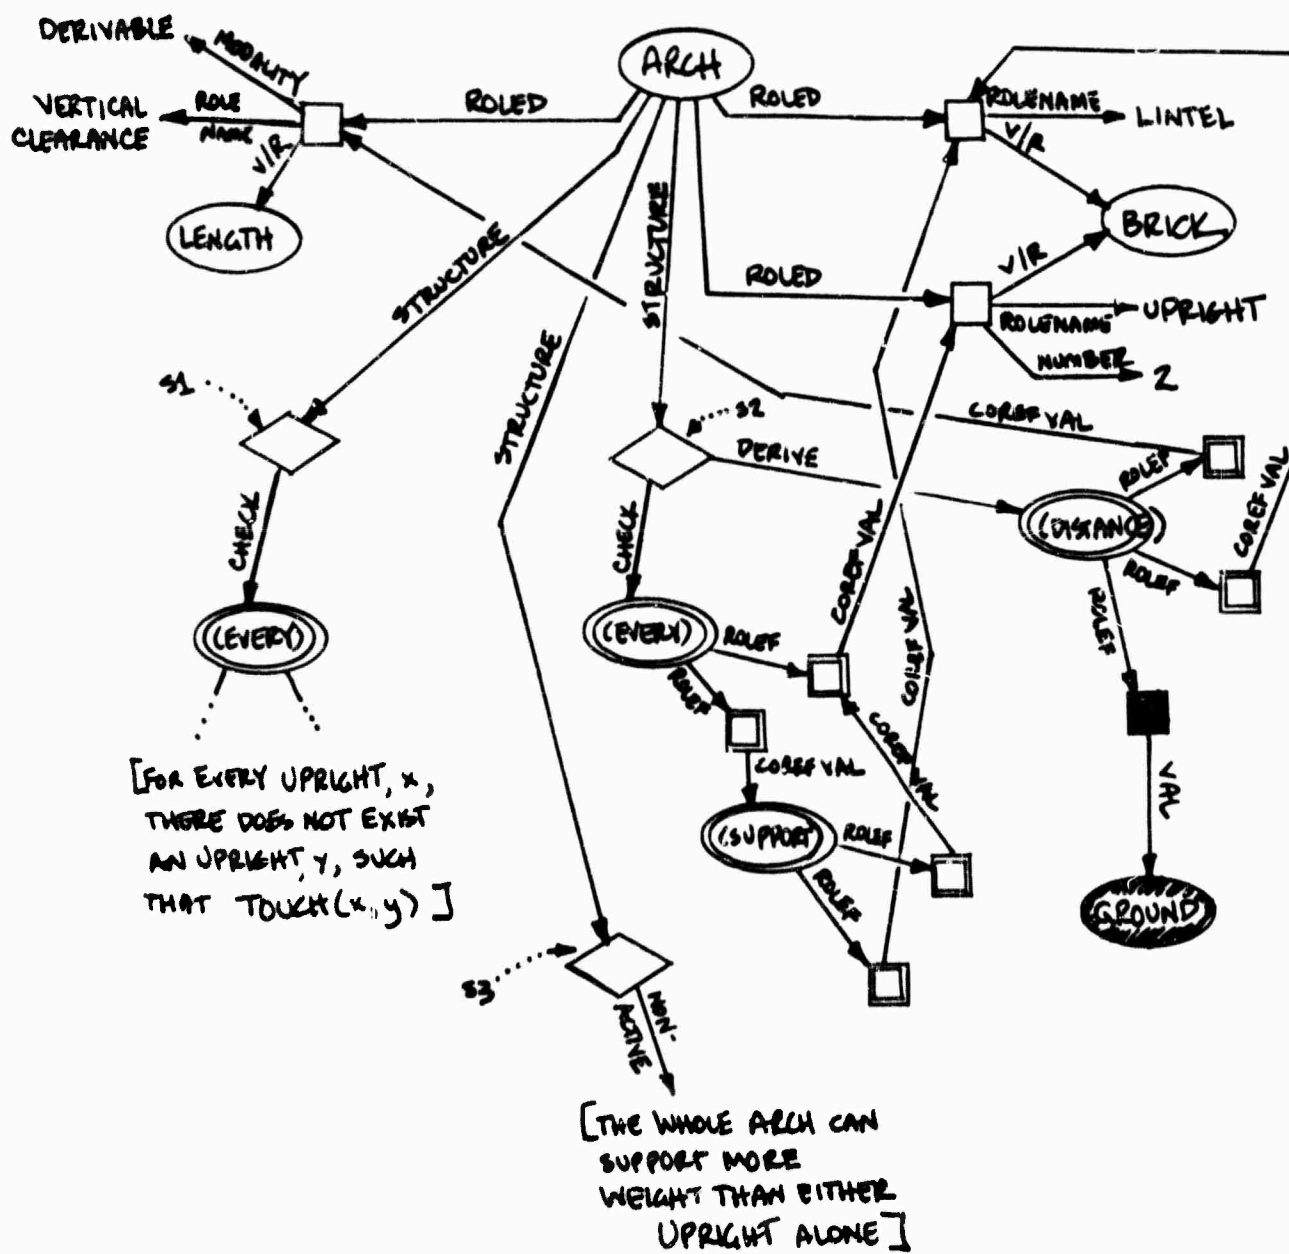 DERIVABLE
MODALITY
ARCH
VERTICAL
CLEARANCE
ROLE
NAME
V/R
ROLED
ROLED
ROLENAME
LINTEL
V/R
LENGTH
BRICK
STRUCTURE
STRUCTURE
STRUCTURE
ROLED
V/R
ROLENAME
UPRIGHT
NUMBER
2
S1
S2
DERIVE
COREF VAL
ROLEF
(DISTANCE)
ROLEF
COREF VAL
ROLEF
CHECK
CHECK
(EVERY)
(EVERY)
ROLEF
ROLEF
COREF VAL
COREF VAL
COREF VAL
COREF VAL
(SUPPORT)
ROLEF
ROLEF
VAL
GROUND
[FOR EVERY UPRIGHT, x,
THERE DOES NOT EXIST
AN UPRIGHT, y, SUCH
THAT TOUCH(x, y)]
S3
NON-
ACTIVE
[THE WHOLE ARCH CAN
SUPPORT MORE
WEIGHT THAN EITHER
UPRIGHT ALONE]